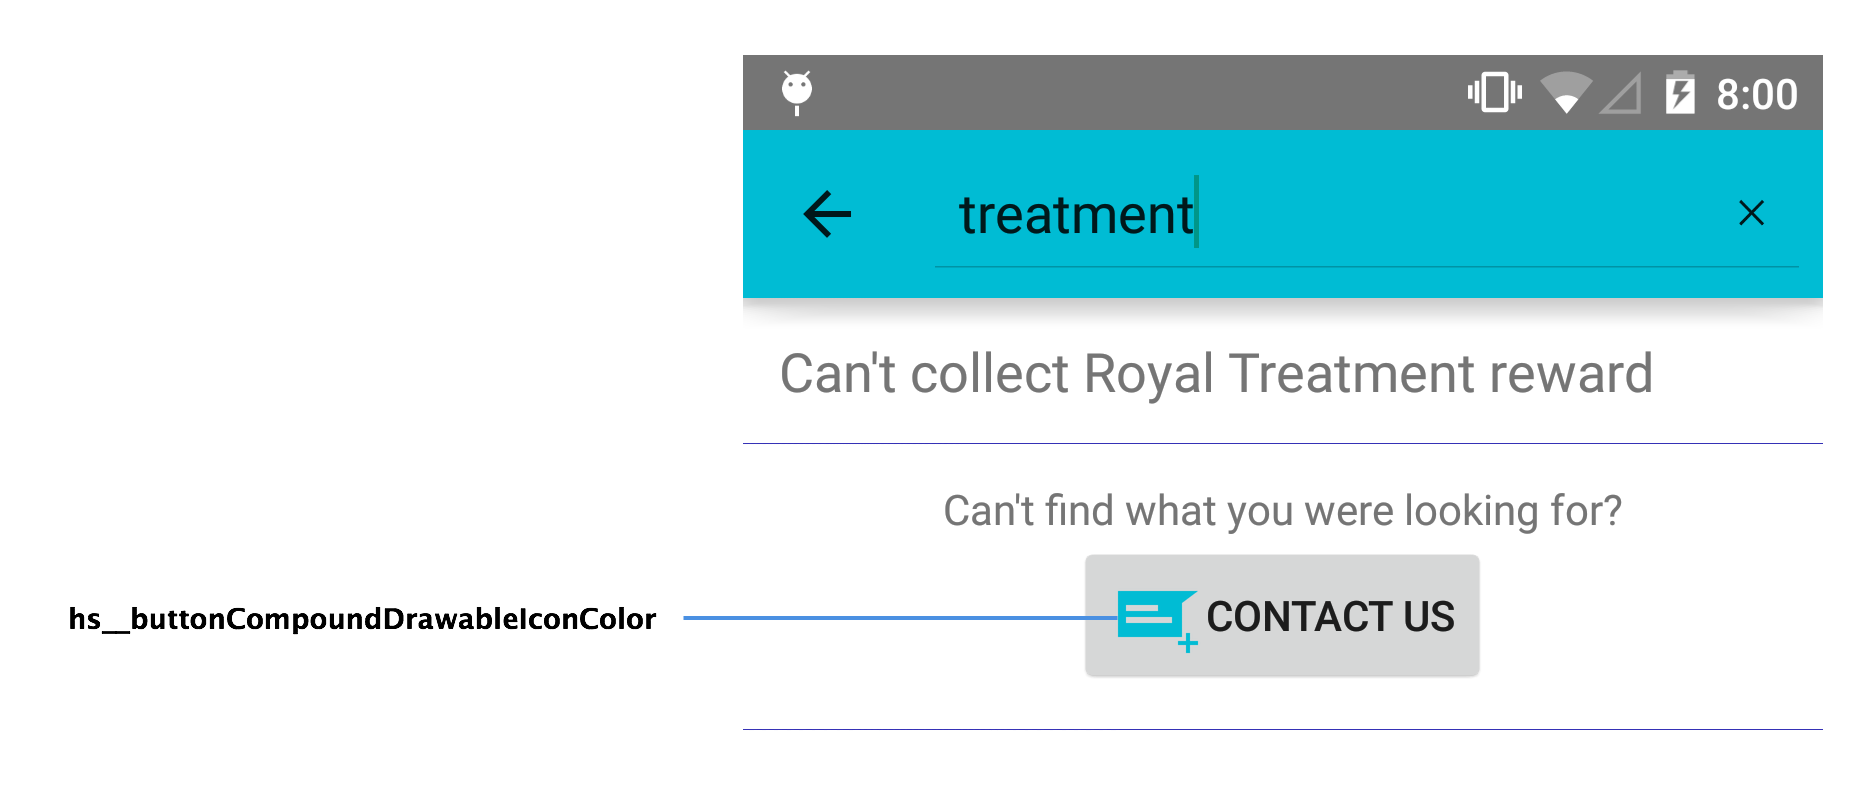 8:00
treatment
Can't collect Royal Treatment reward
Can't find what you were looking for?
hs__buttonCompoundDrawableIconColor
CONTACT US